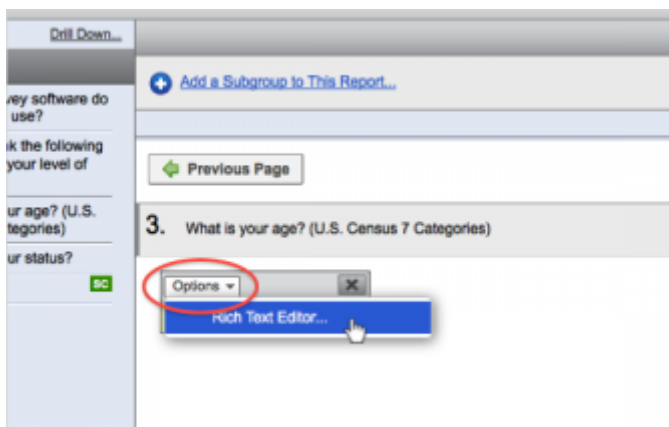 Drill Down...
vey software do
use?
k the following
your level of
ur age? (U.S.
tegories)
ur status?
SC
Add a Subgroup to This Report...
Previous Page
3. What is your age? (U.S. Census 7 Categories)
Options
Rich Text Editor...